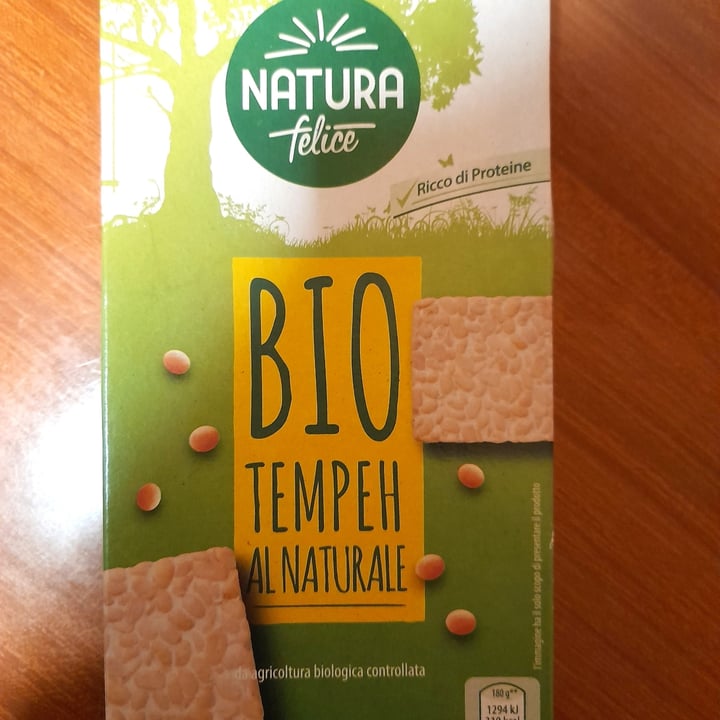 NATURA
felice
Ricco di Proteine
BIO
TEMPEH
AL NATURALE
l'immagine ha il solo scopo di presentare il prodotto
da agricoltura biologica controllata
180 g**
1294 kJ